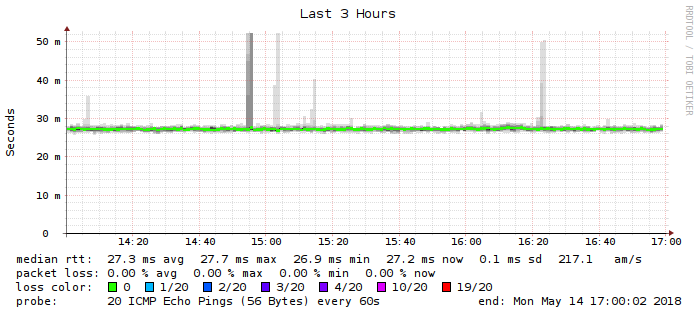 Last 3 Hours
RRDTOOL / TOBI OETIKER
Seconds
50 m
40 m
30 m
20 m
10 m
0
14:20 14:40 15:00 15:20 15:40 16:00 16:20 16:40 17:00
median rtt: 27.3 ms avg 27.7 ms max 26.9 ms min 27.2 ms now 0.1 ms sd 217.1 am/s
packet loss: 0.00 % avg 0.00 % max 0.00 % min 0.00 % now
loss color: 0 1/20 2/20 3/20 4/20 10/20 19/20
probe: 20 ICMP Echo Pings (56 Bytes) every 60s end: Mon May 14 17:00:02 2018